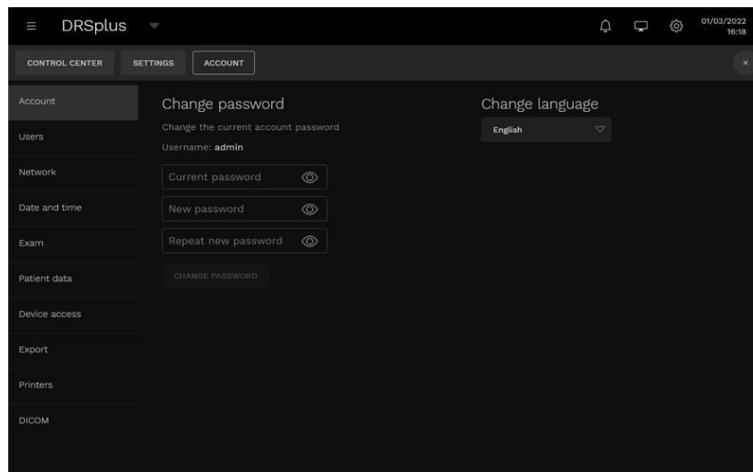 DRSplus
01/03/2022
16:18
CONTROL CENTER
SETTINGS
ACCOUNT
Account
Users
Network
Date and time
Exam
Patient data
Device access
Export
Printers
DICOM
Change password
Change the current account password
Username: admin
Current password
New password
Repeat new password
CHANGE PASSWORD
Change language
English